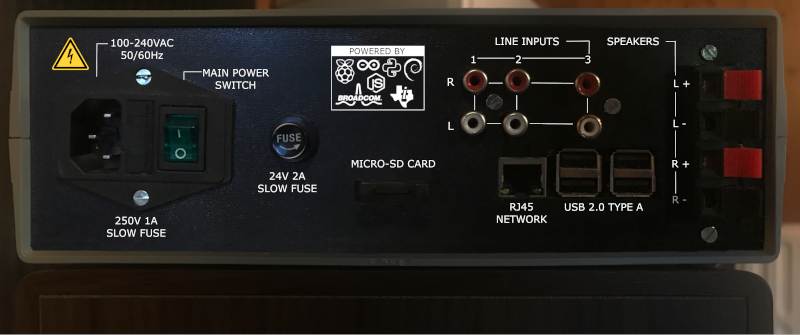 100-240VAC
50/60Hz
MAIN POWER
SWITCH
I
O
250V 1A
SLOW FUSE
FUSE
24V 2A
SLOW FUSE
POWERED BY
JS
BROADCOM.
MICRO-SD CARD
LINE INPUTS
1 2 3
R
L
RJ45
NETWORK
USB 2.0 TYPE A
SPEAKERS
L +
L -
R +
R -